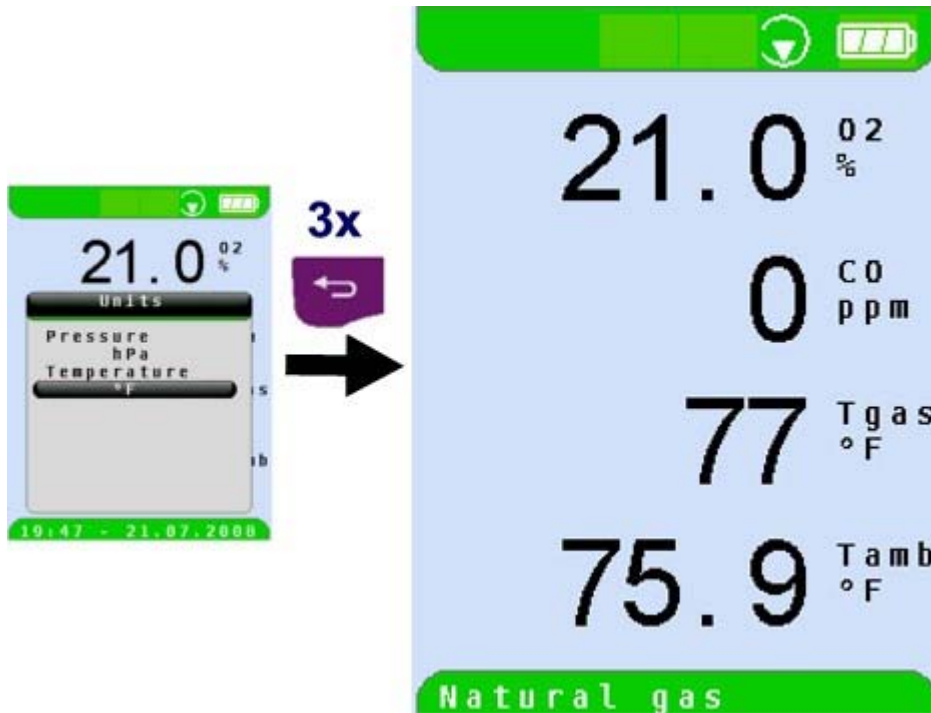 21.0 O2
%
Units
Pressure
hPa
Temperature
°F
19:47 - 21.07.2008
3x
21.0 O2
%
0 CO
ppm
77 Tgas
°F
75.9 Tamb
°F
Natural gas